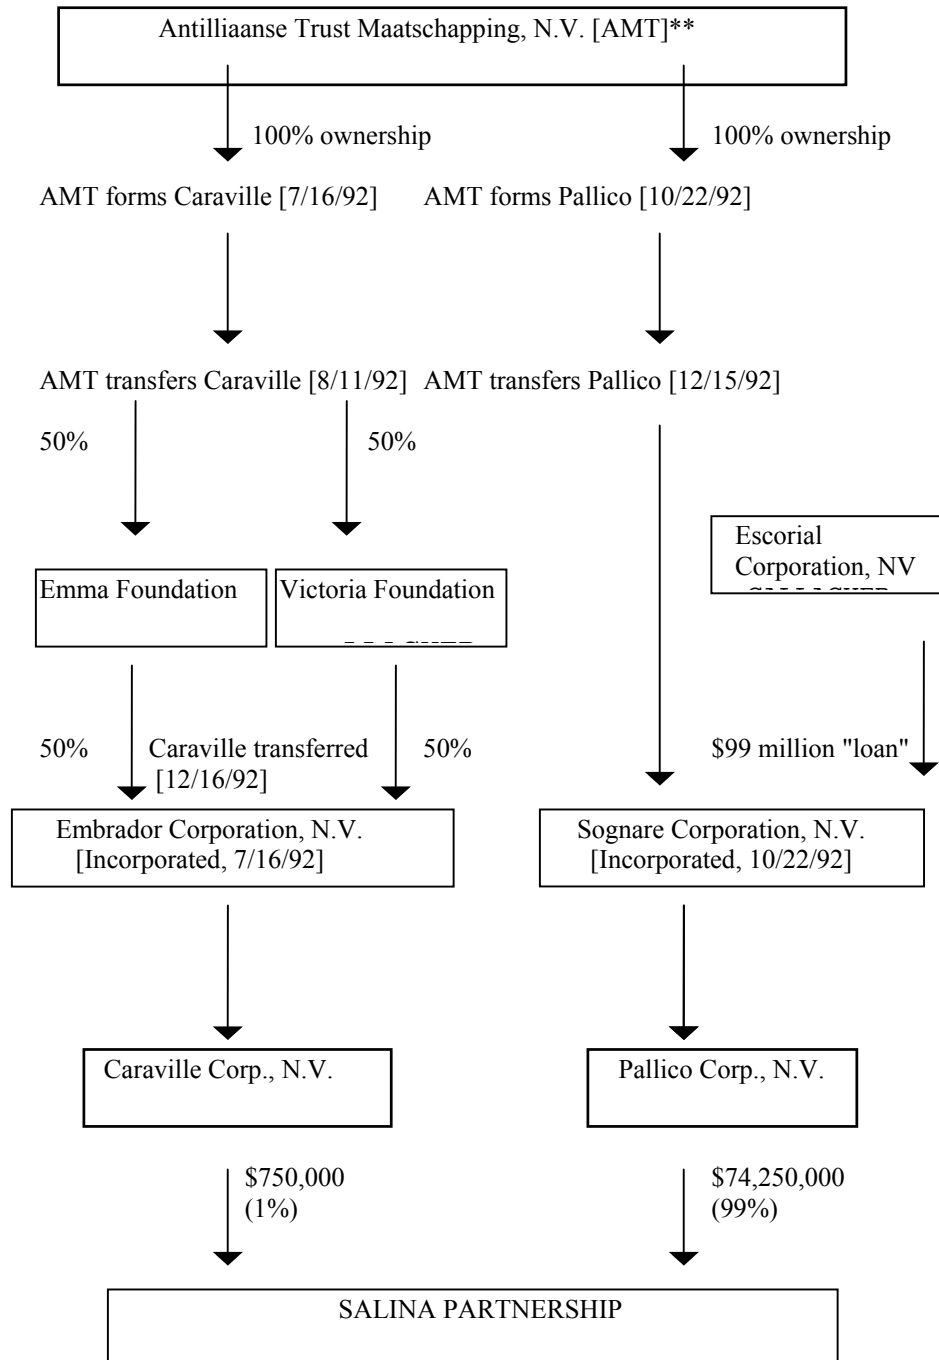 Antilliaanse Trust Maatschapping, N.V. [AMT]**
100% ownership
100% ownership
AMT forms Caraville [7/16/92]
AMT forms Pallico [10/22/92]
AMT transfers Caraville [8/11/92]
AMT transfers Pallico [12/15/92]
50%
50%
Escorial
Corporation, NV
Emma Foundation
Victoria Foundation
50%
Caraville transferred
[12/16/92]
50%
$99 million "loan"
Embrador Corporation, N.V.
[Incorporated, 7/16/92]
Sognare Corporation, N.V.
[Incorporated, 10/22/92]
Caraville Corp., N.V.
Pallico Corp., N.V.
$750,000
(1%)
$74,250,000
(99%)
SALINA PARTNERSHIP